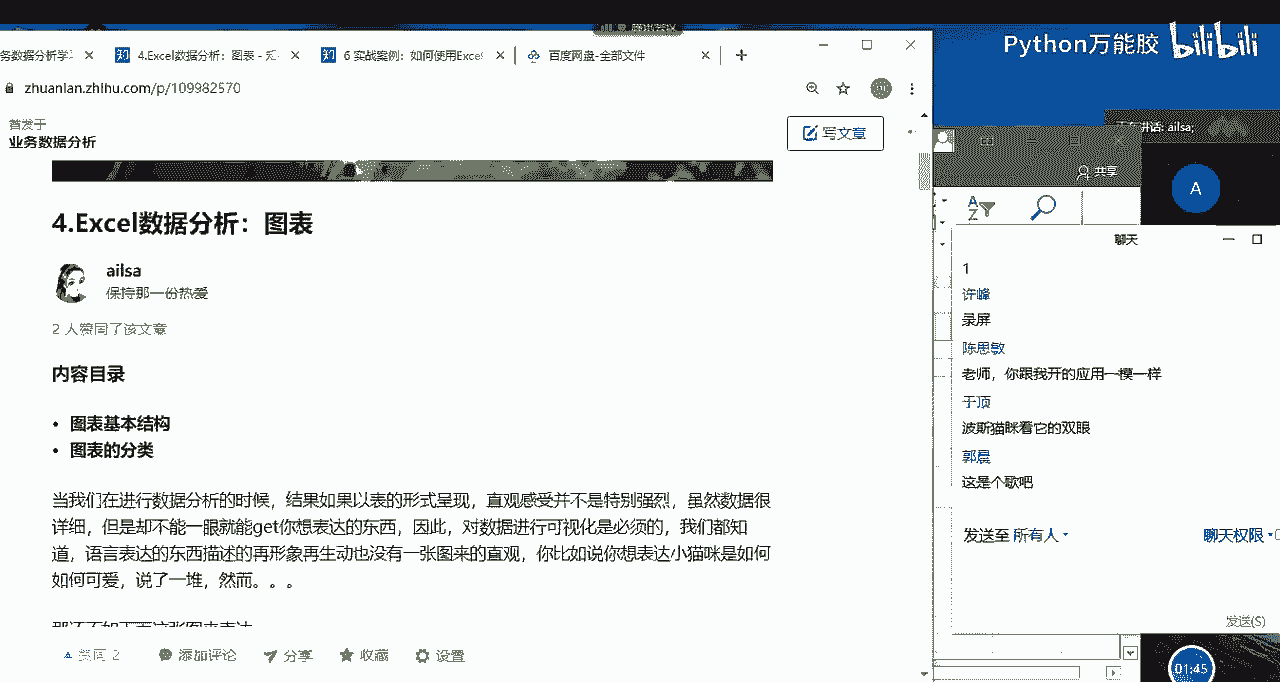 Python万能胶 bilibili
务数据分析学习
4.Excel数据分析：图表 - 知
6 实战案例：如何使用Exce
百度网盘-全部文件
zhuanlan.zhihu.com/p/109982570
首发于
业务数据分析
写文章
正在讲话: ailsa;
共享
A
4.Excel数据分析：图表
ailsa
保持那一份热爱
2 人赞同了该文章
内容目录
• 图表基本结构
• 图表的分类
当我们在进行数据分析的时候，结果如果以表的形式呈现，直观感受并不是特别强烈，虽然数据很
详细，但是却不能一眼就能get你想表达的东西，因此，对数据进行可视化是必须的，我们都知
道，语言表达的东西描述的再形象再生动也没有一张图来的直观，你比如说你想表达小猫咪是如何
如何可爱，说了一堆，然而。。。
那还不如下面这张图来表达
赞同 2
添加评论
分享
收藏
设置
聊天
1
许峰
录屏
陈思敏
老师，你跟我开的应用一模一样
于顶
波斯猫眯着它的双眼
郭晨
这是个歌吧
发送至 所有人
聊天权限
发送(S)
01:45